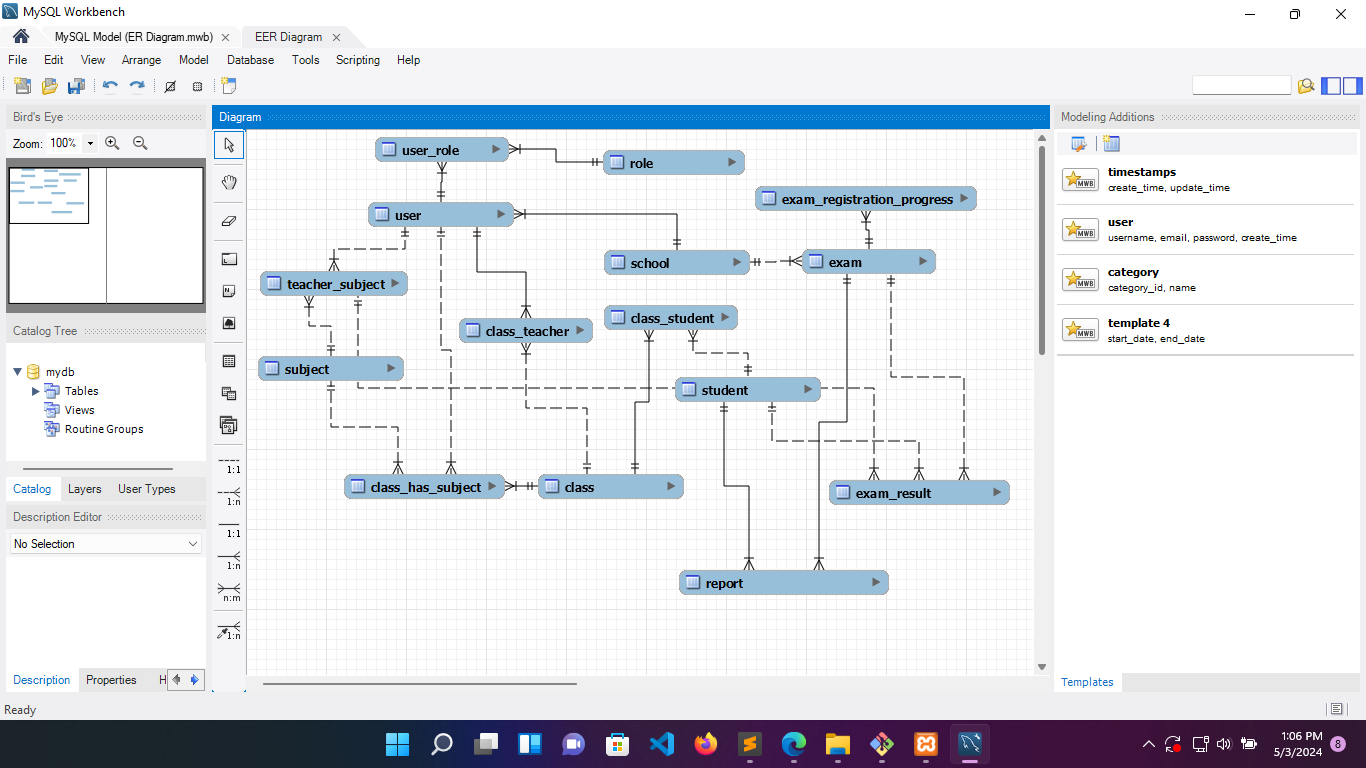 MySQL Workbench
MySQL Model (ER Diagram.mwb)
EER Diagram
File Edit View Arrange Model Database Tools Scripting Help
Bird's Eye
Zoom: 100%
Catalog Tree
mydb
Tables
Views
Routine Groups
Catalog Layers User Types
Description Editor
No Selection
Description Properties H
Diagram
1:1
1:n
1:1
1:n
n:m
1:n
user_role
role
exam_registration_progress
user
school
exam
teacher_subject
class_student
class_teacher
subject
student
class_has_subject
class
exam_result
report
Modeling Additions
timestamps
create_time, update_time
user
username, email, password, create_time
category
category_id, name
template 4
start_date, end_date
MWB
MWB
MWB
MWB
Templates
Ready
1:06 PM
5/3/2024
8